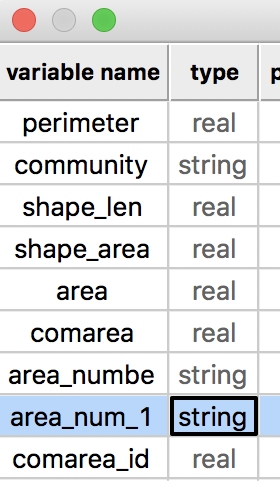 variable name type p
perimeter real
community string
shape_len real
shape_area real
area real
comarea real
area_numbe string
area_num_1 string
comarea_id real